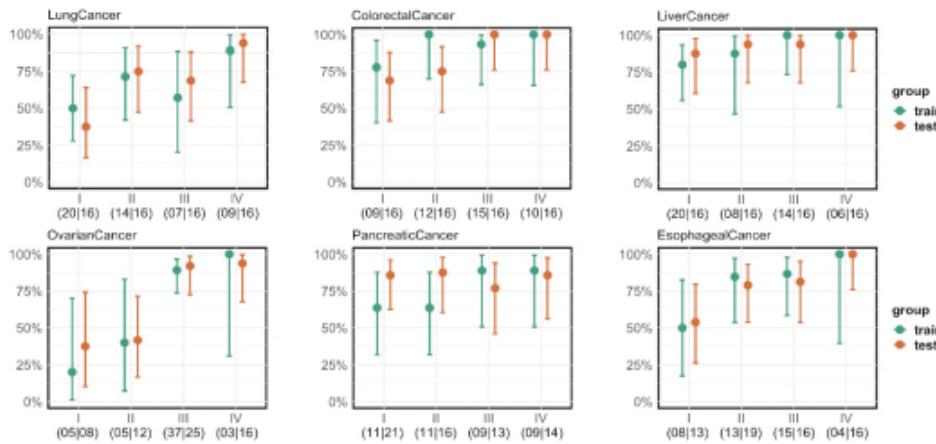 LungCancer ColorectalCancer LiverCancer
100% 100% 100%
75% 75% 75%
50% 50% 50%
25% 25% 25%
0% 0% 0%
I II III IV I II III IV I II III IV
(20|16) (14|16) (07|16) (09|16) (09|16) (12|16) (15|16) (10|16) (20|16) (08|16) (14|16) (06|16)
group
train
test
OvarianCancer PancreaticCancer EsophagealCancer
100% 100% 100%
75% 75% 75%
50% 50% 50%
25% 25% 25%
0% 0% 0%
I II III IV I II III IV I II III IV
(05|08) (05|12) (37|25) (03|16) (11|21) (11|16) (09|13) (09|14) (08|13) (13|19) (15|16) (04|16)
group
train
test